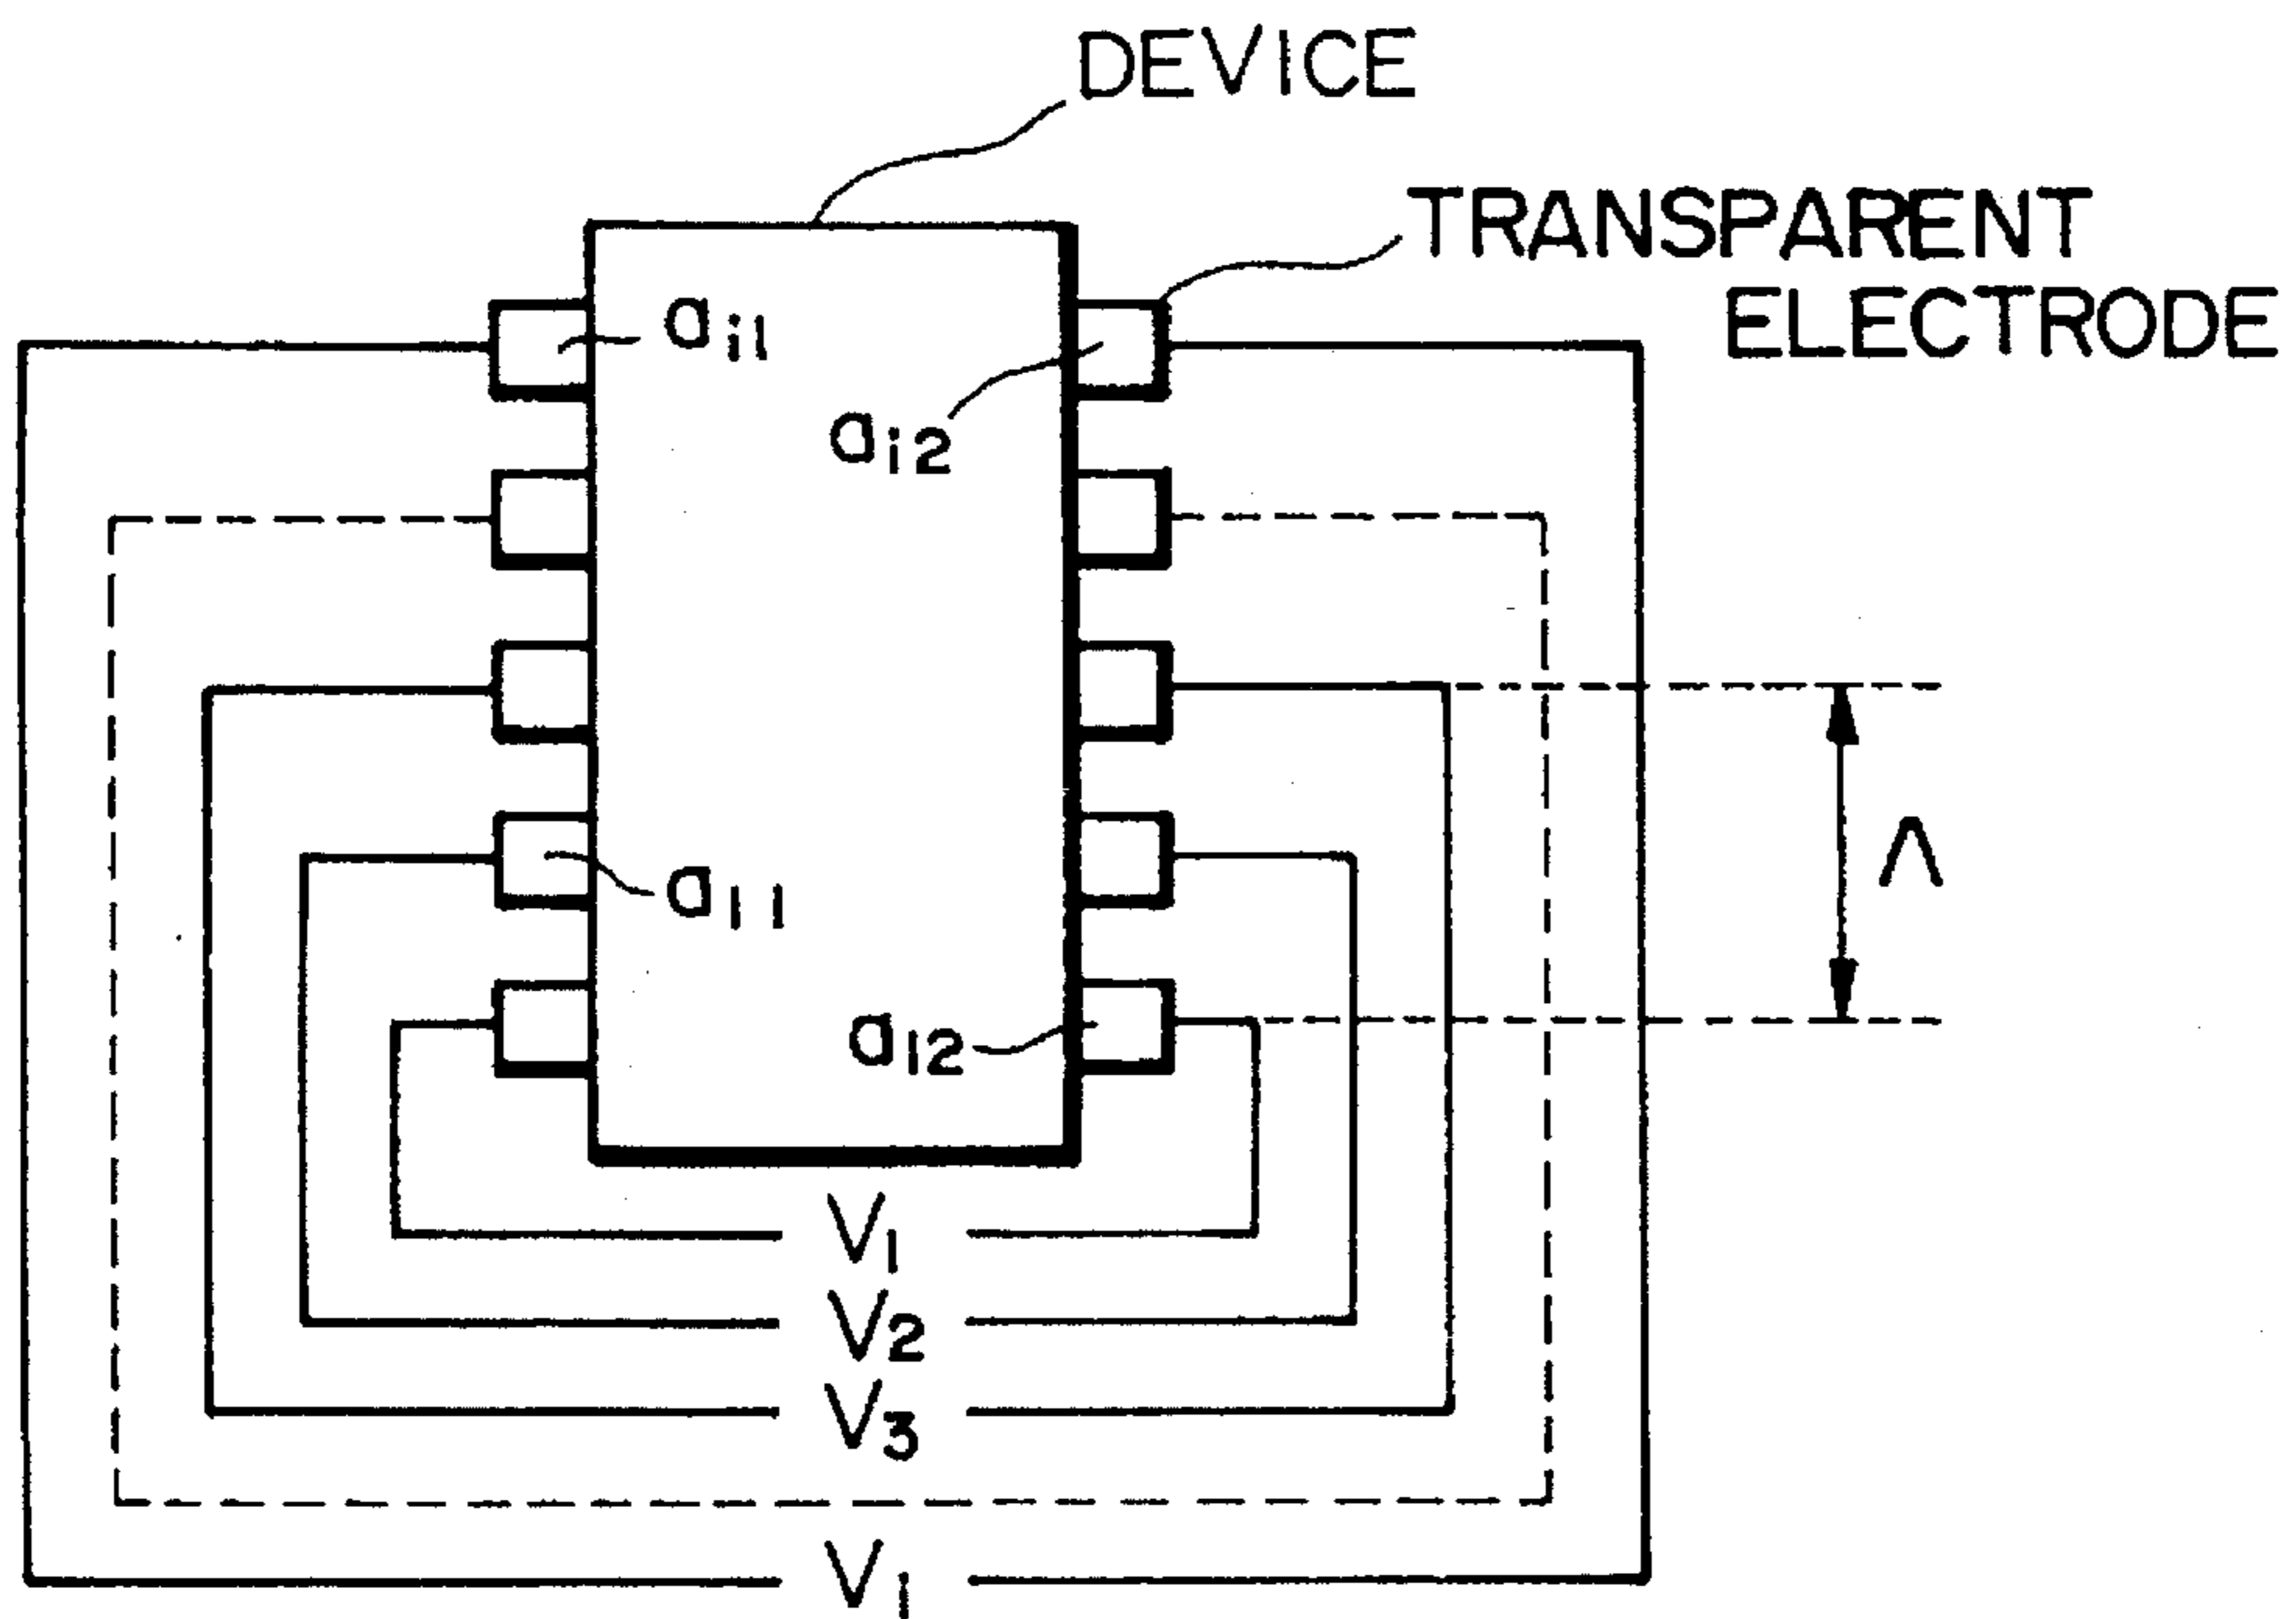 DEVICE
TRANSPARENT
ELECTRODE
ai1
ai2
Λ
a11
a12
V1
V2
V3
V1